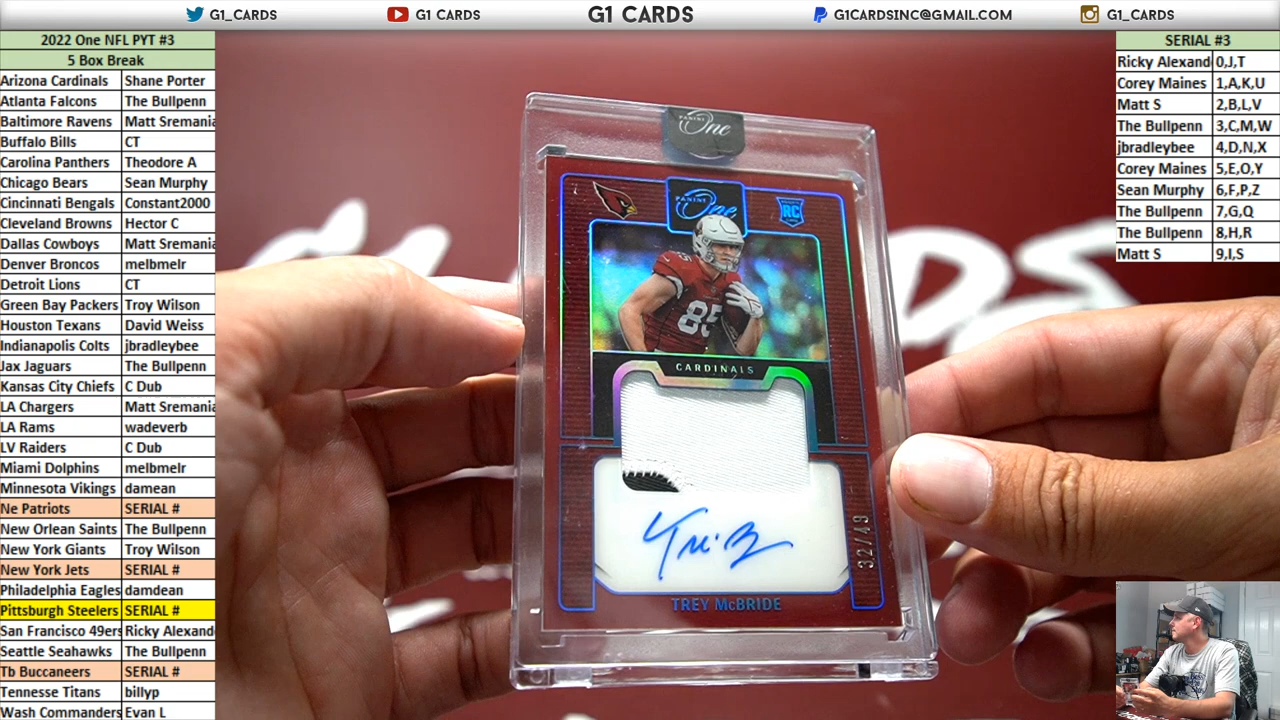 G1_CARDS
G1 CARDS
G1 CARDS
G1CARDSINC@GMAIL.COM
G1_CARDS
2022 One NFL PYT #3
5 Box Break
Arizona Cardinals Shane Porter
Atlanta Falcons The Bullpenn
Baltimore Ravens Matt Sremania
Buffalo Bills CT
Carolina Panthers Theodore A
Chicago Bears Sean Murphy
Cincinnati Bengals Constant2000
Cleveland Browns Hector C
Dallas Cowboys Matt Sremania
Denver Broncos melbmelr
Detroit Lions CT
Green Bay Packers Troy Wilson
Houston Texans David Weiss
Indianapolis Colts jbradleybee
Jax Jaguars The Bullpenn
Kansas City Chiefs C Dub
LA Chargers Matt Sremania
LA Rams wadeverb
LV Raiders C Dub
Miami Dolphins melbmelr
Minnesota Vikings damean
Ne Patriots SERIAL #
New Orlean Saints The Bullpenn
New York Giants Troy Wilson
New York Jets SERIAL #
Philadelphia Eagles damdean
Pittsburgh Steelers SERIAL #
San Francisco 49ers Ricky Alexand
Seattle Seahawks The Bullpenn
Tb Buccaneers SERIAL #
Tennesse Titans billyp
Wash Commanders Evan L
PANINI
One
PANINI
One
RC
85
CARDINALS
32/49
TREY McBRIDE
SERIAL #3
Ricky Alexand 0,J,T
Corey Maines 1,A,K,U
Matt S 2,B,L,V
The Bullpenn 3,C,M,W
jbradleybee 4,D,N,X
Corey Maines 5,E,O,Y
Sean Murphy 6,F,P,Z
The Bullpenn 7,G,Q
The Bullpenn 8,H,R
Matt S 9,I,S